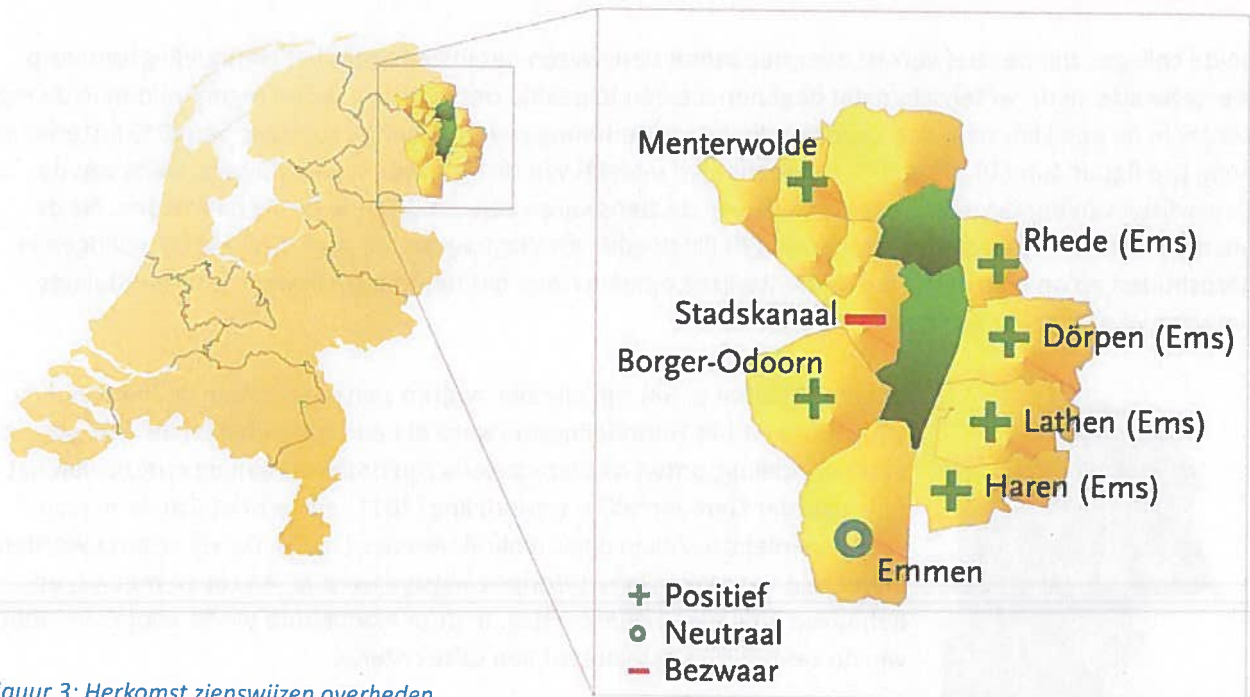 Menterwolde
Rhede (Ems)
Stadskanaal
Dörpen (Ems)
Borger-Odoorn
Lathen (Ems)
Haren (Ems)
Emmen
+ Positief
o Neutraal
− Bezwaar
Figuur 3: Herkomst zienswijzen overheden